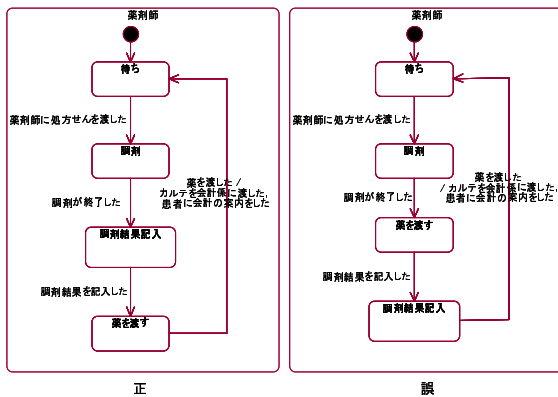 薬剤師
待ち
薬剤師に処方せんを渡した
調剤
薬を渡した /
カルテを会計係に渡した,
患者に会計の案内をした
調剤が終了した
調剤結果記入
調剤結果を記入した
薬を渡す
正
薬剤師
待ち
薬剤師に処方せんを渡した
調剤
薬を渡した
/ カルテを会計係に渡した,
患者に会計の案内をした
調剤が終了した
薬を渡す
調剤結果を記入した
調剤結果記入
誤